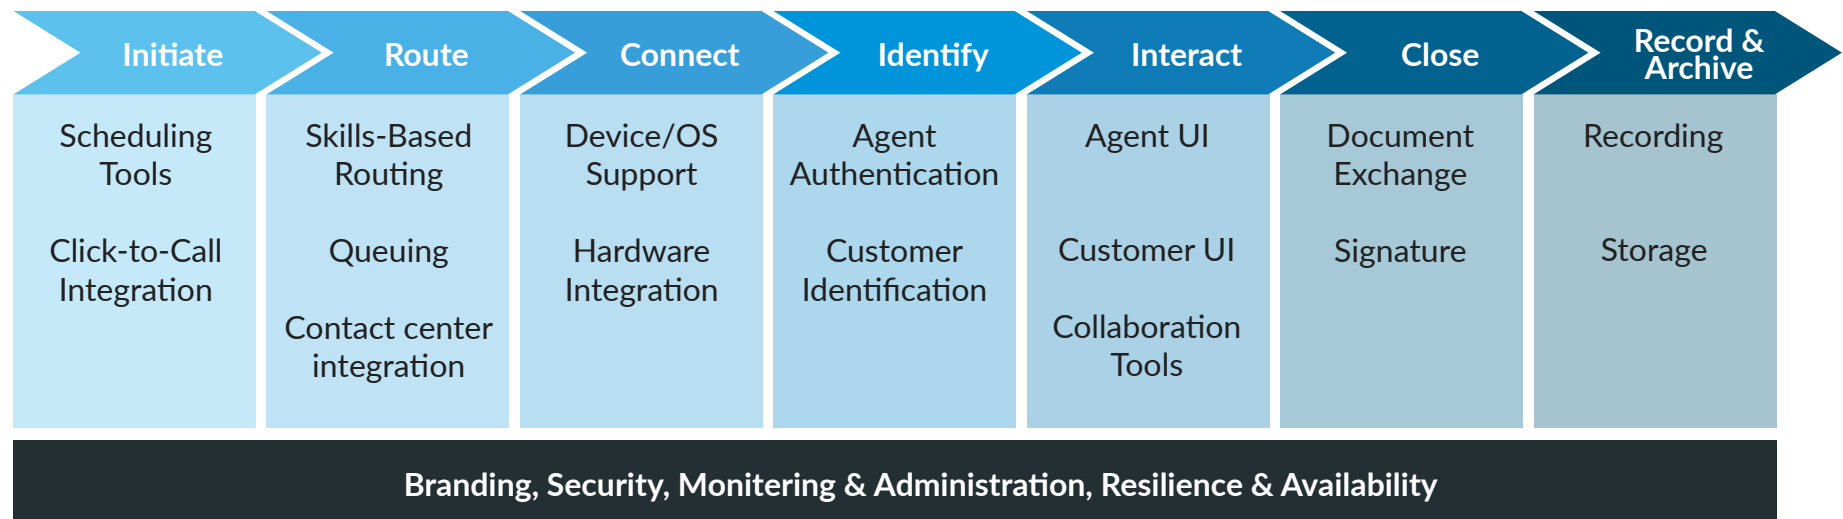 Initiate
Route
Connect
Identify
Interact
Close
Record &
Archive
Scheduling
Tools
Click-to-Call
Integration
Skills-Based
Routing
Queuing
Contact center
integration
Device/OS
Support
Hardware
Integration
Agent
Authentication
Customer
Identification
Agent UI
Customer UI
Collaboration
Tools
Document
Exchange
Signature
Recording
Storage
Branding, Security, Monitering & Administration, Resilience & Availability